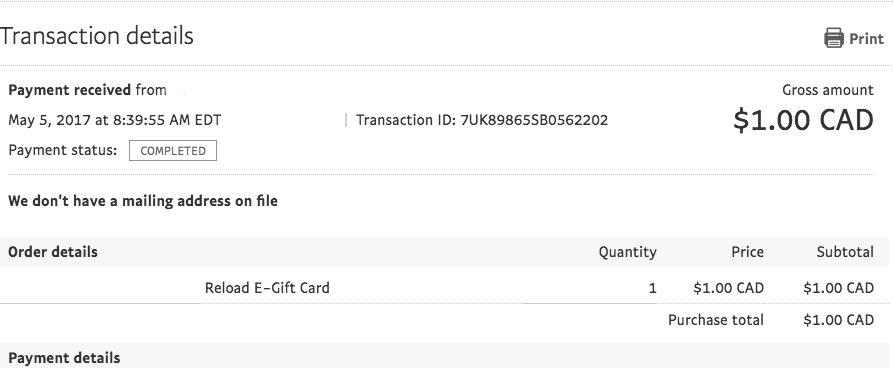 Transaction details
Print
Payment received from
Gross amount
May 5, 2017 at 8:39:55 AM EDT | Transaction ID: 7UK89865SB0562202
$1.00 CAD
Payment status: COMPLETED
We don't have a mailing address on file
Order details Quantity Price Subtotal
Reload E-Gift Card 1 $1.00 CAD $1.00 CAD
Purchase total $1.00 CAD
Payment details